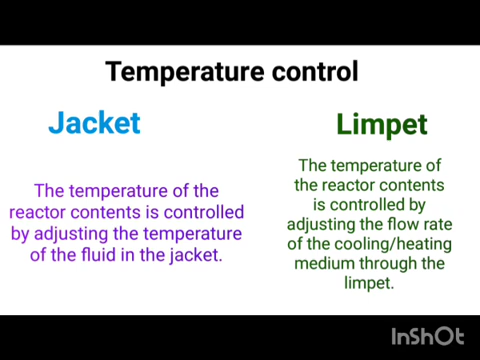 Temperature control
Jacket
The temperature of the
reactor contents is controlled
by adjusting the temperature
of the fluid in the jacket.
Limpet
The temperature of
the reactor contents
is controlled by
adjusting the flow rate
of the cooling/heating
medium through the
limpet.
InShOt